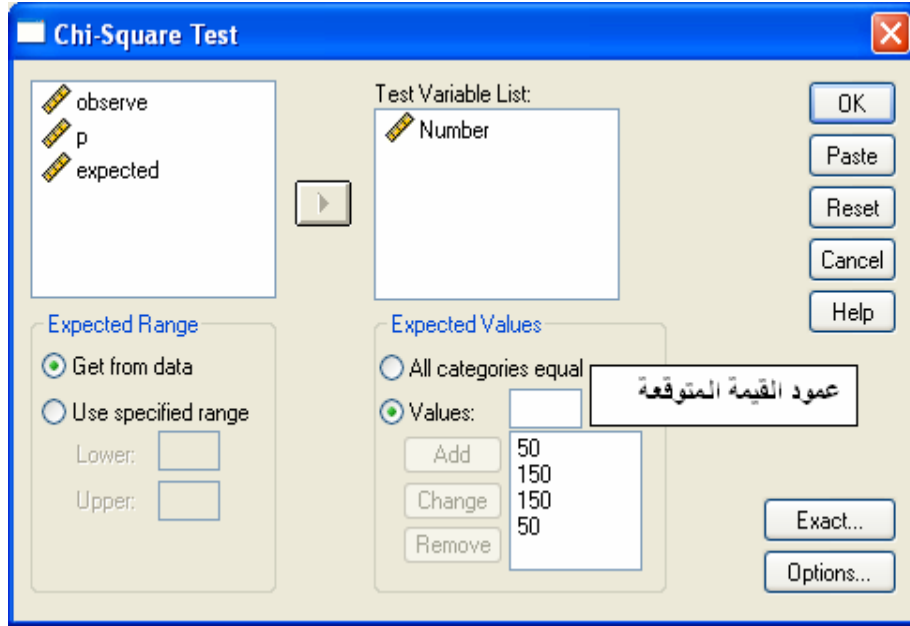 Chi-Square Test
observe
p
expected
Test Variable List:
Number
OK
Paste
Reset
Cancel
Help
Expected Range
Get from data
Use specified range
Lower:
Upper:
Expected Values
All categories equal
Values:
عمود القيمة المتوقعة
Add
Change
Remove
50
150
150
50
Exact...
Options...